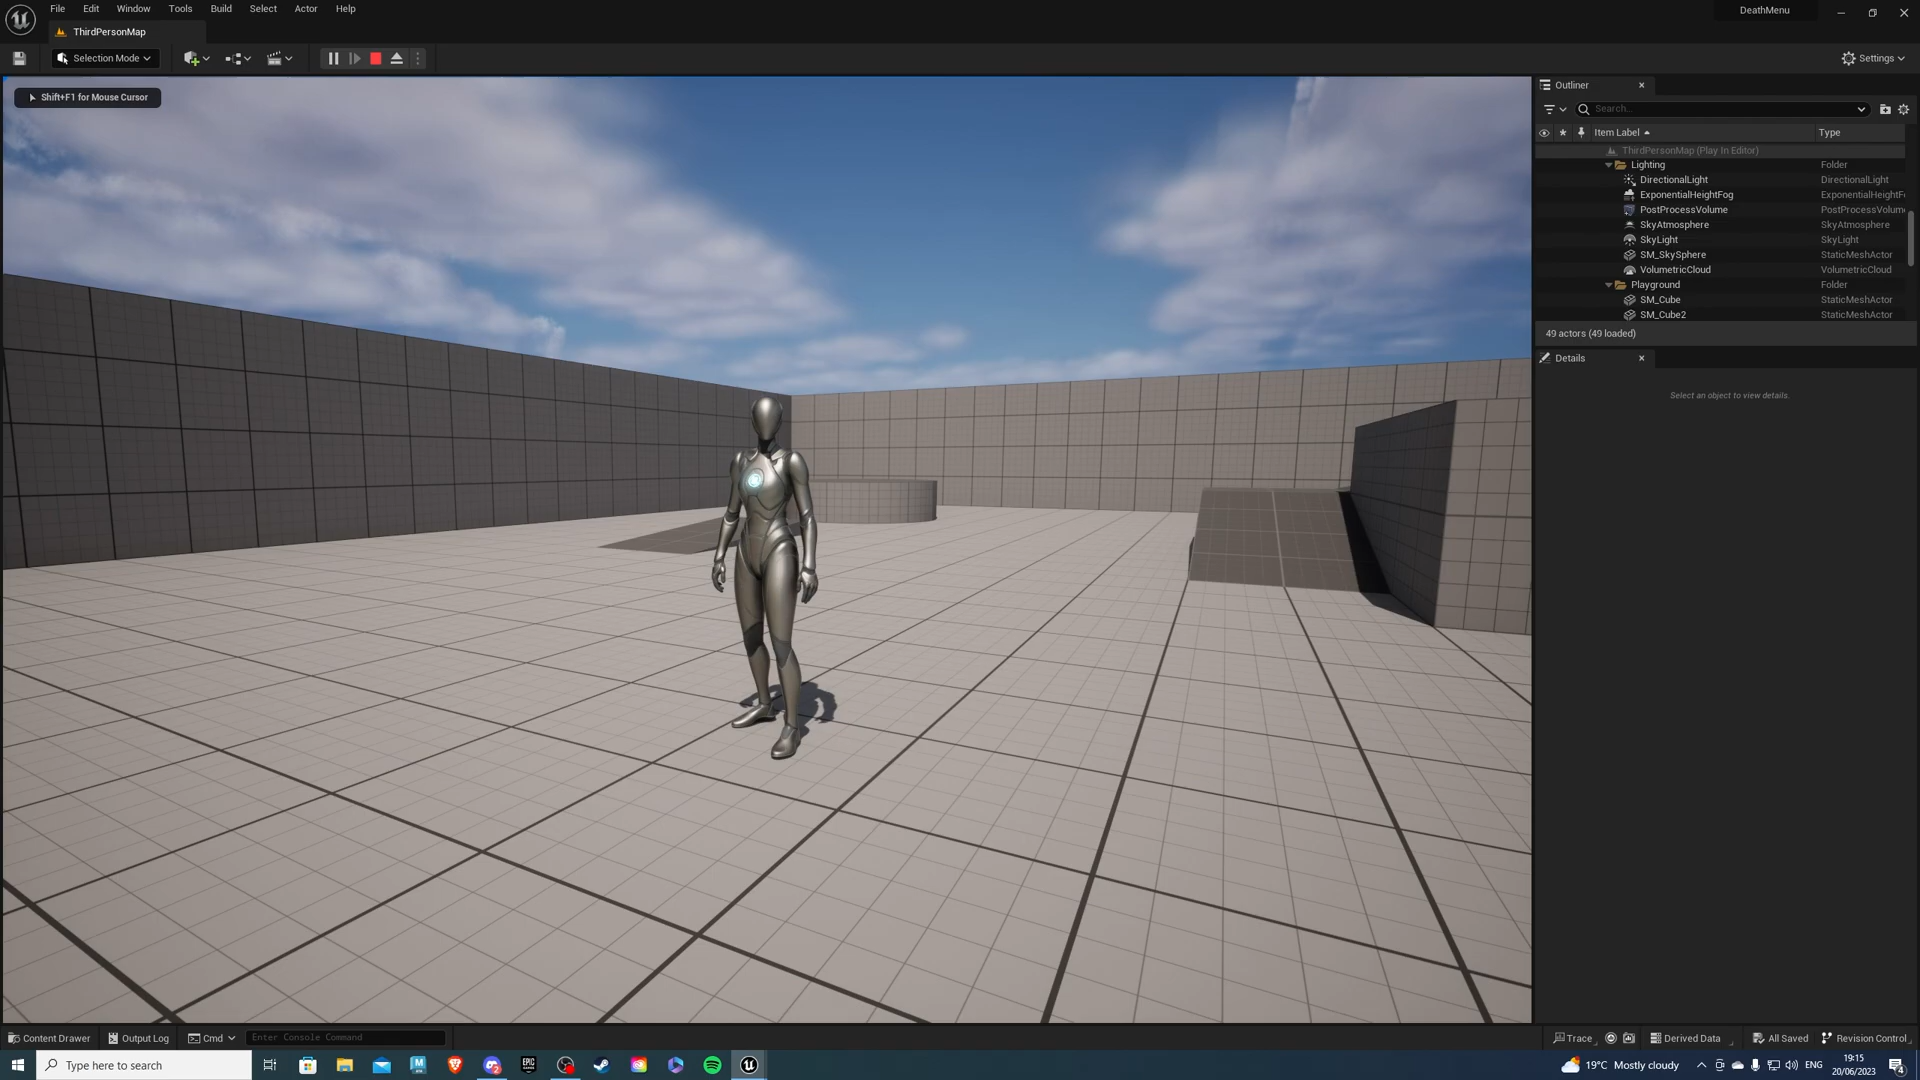 File Edit Window Tools Build Select Actor Help
DeathMenu
ThirdPersonMap
Selection Mode
Settings
Shift+F1 for Mouse Cursor
Outliner
Search...
Item Label Type
ThirdPersonMap (Play In Editor)
Lighting Folder
DirectionalLight DirectionalLight
ExponentialHeightFog ExponentialHeightF
PostProcessVolume PostProcessVolum
SkyAtmosphere SkyAtmosphere
SkyLight SkyLight
SM_SkySphere StaticMeshActor
VolumetricCloud VolumetricCloud
Playground Folder
SM_Cube StaticMeshActor
SM_Cube2 StaticMeshActor
49 actors (49 loaded)
Details
Select an object to view details.
Content Drawer Output Log Cmd Enter Console Command
Trace Derived Data All Saved Revision Control
Type here to search
EPIC
19°C Mostly cloudy
ENG
19:15
20/06/2023
4